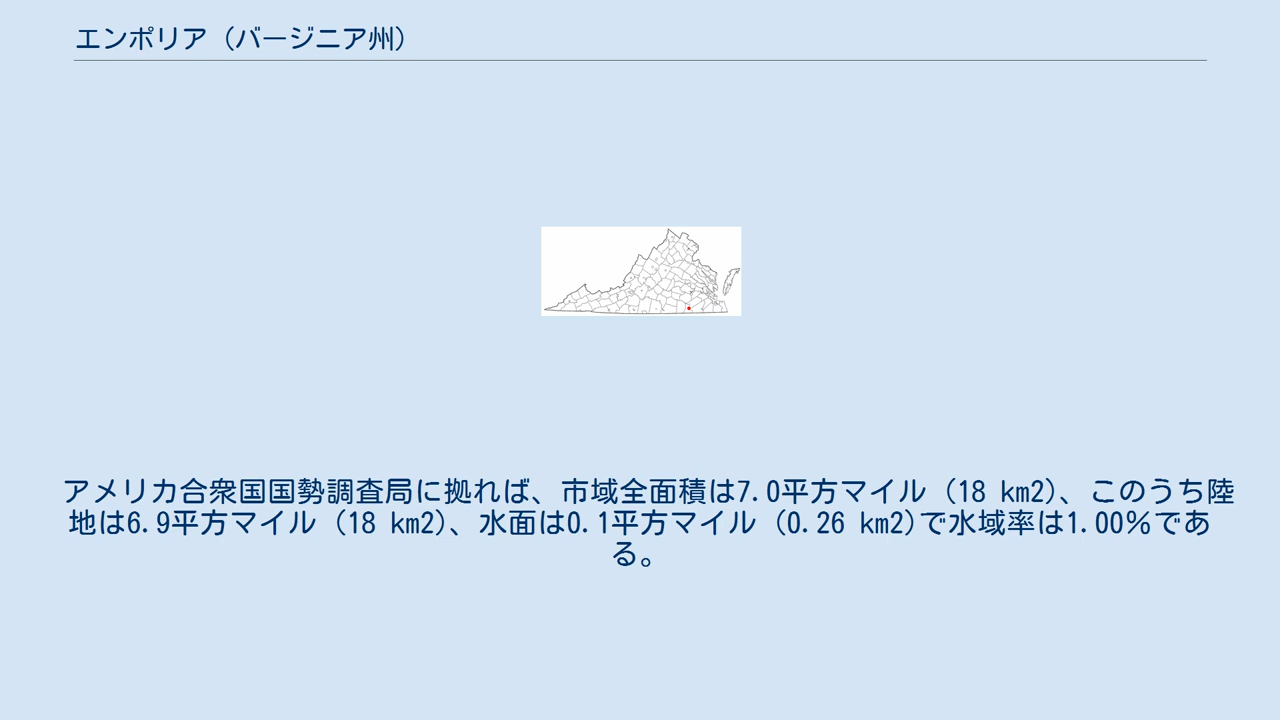 エンポリア（バージニア州）
アメリカ合衆国国勢調査局に拠れば、市域全面積は7.0平方マイル (18 km2)、このうち陸
地は6.9平方マイル (18 km2)、水面は0.1平方マイル (0.26 km2)で水域率は1.00%であ
る。